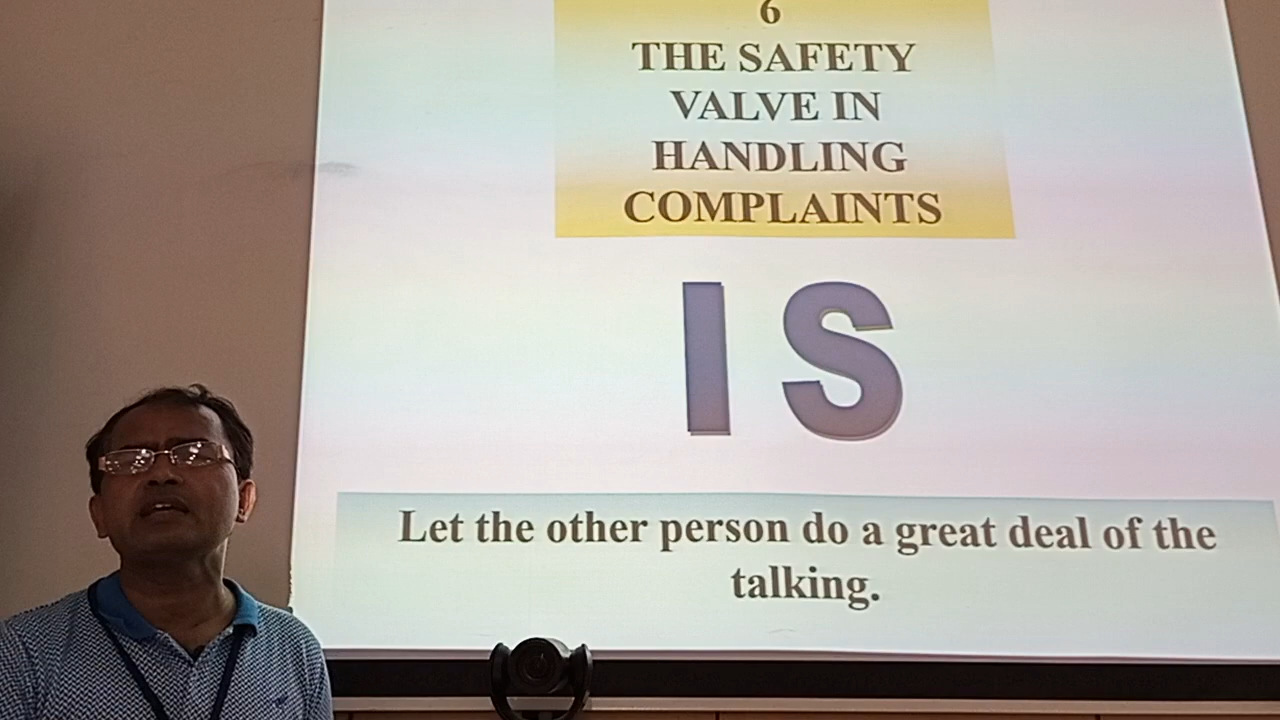 6
THE SAFETY
VALVE IN
HANDLING
COMPLAINTS
IS
Let the other person do a great deal of the
talking.